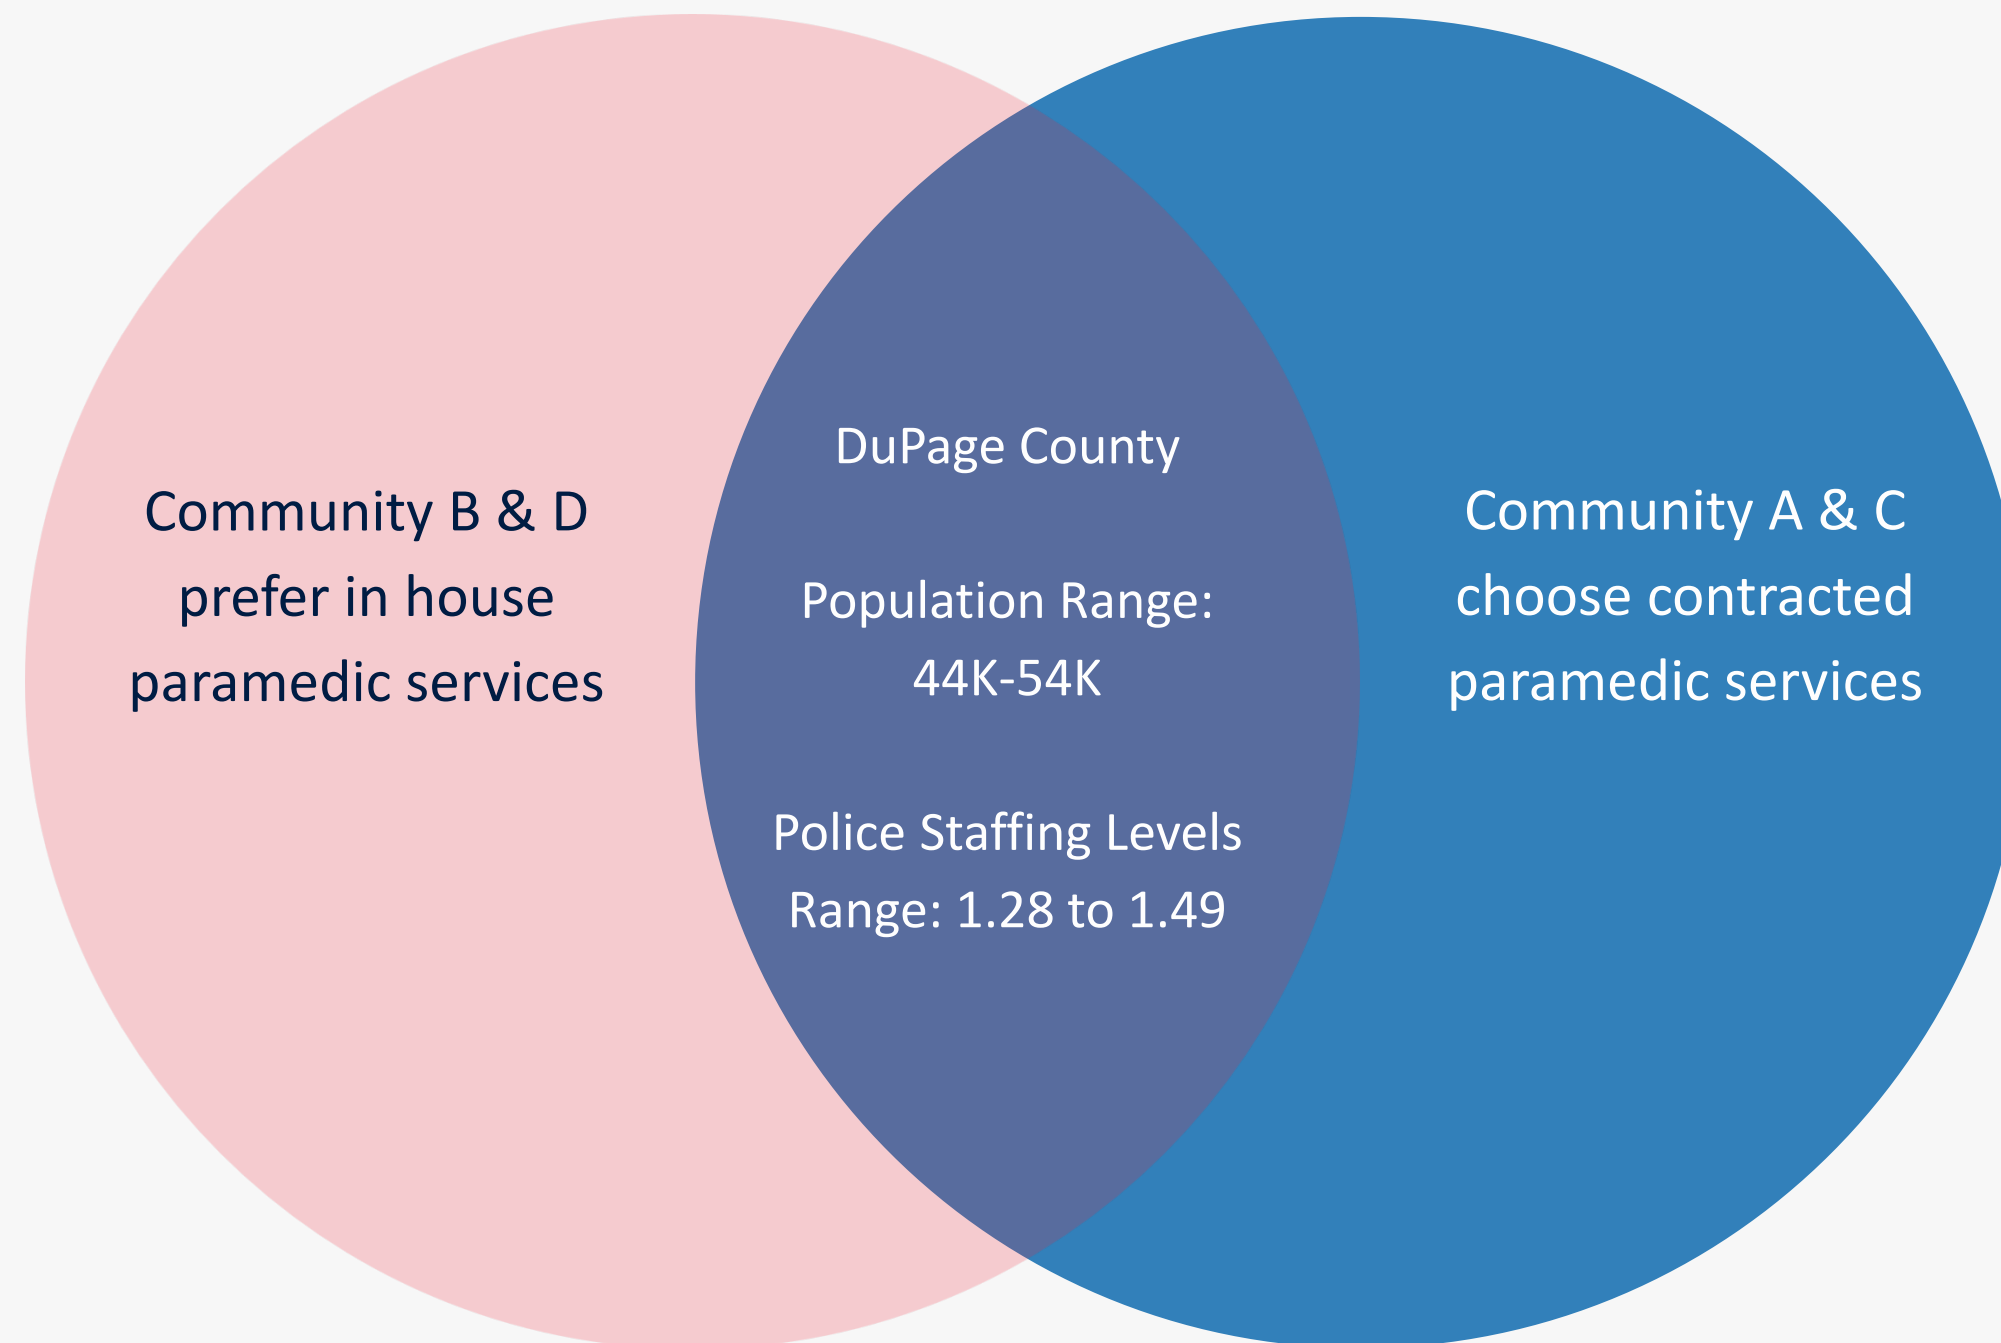 Community B & D
prefer in house
paramedic services
DuPage County
Population Range:
44K-54K
Police Staffing Levels
Range: 1.28 to 1.49
Community A & C
choose contracted
paramedic services